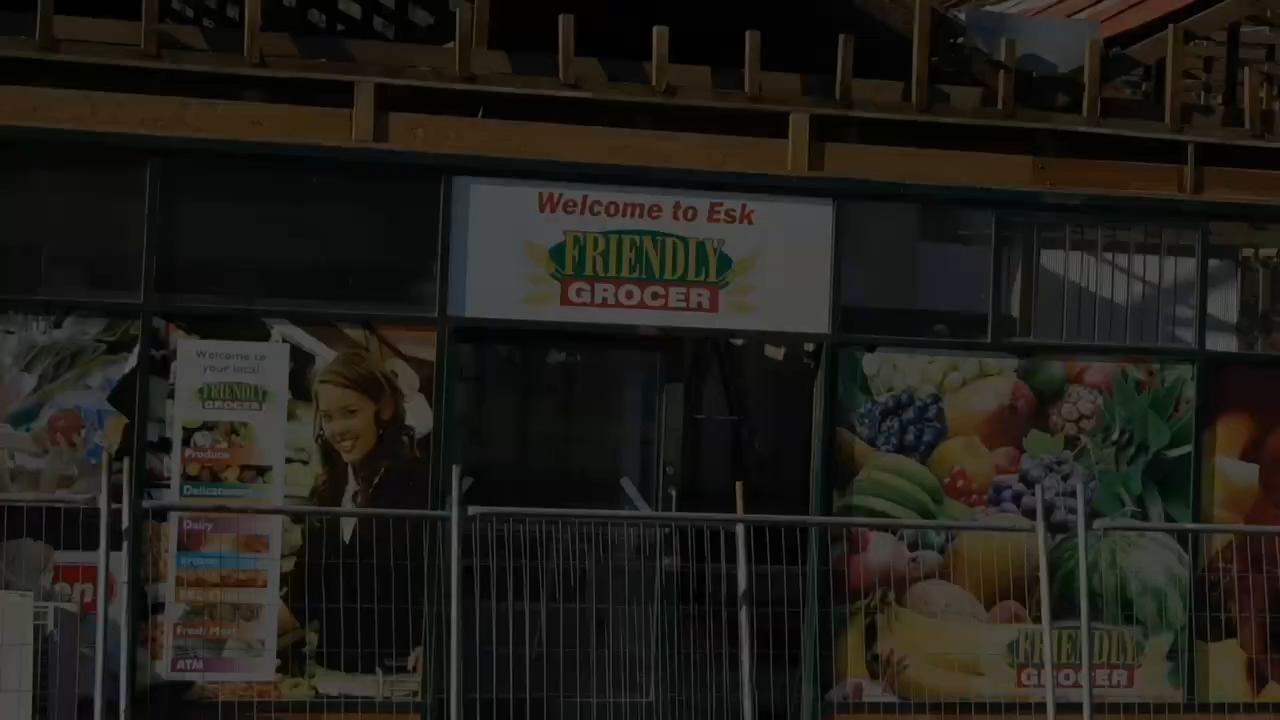 Welcome to Esk
FRIENDLY
GROCER
Welcome to
your local
FRIENDLY
GROCER
Produce
Delicatessen
Dairy
Fresh Meat
ATM
FRIENDLY
GROCER